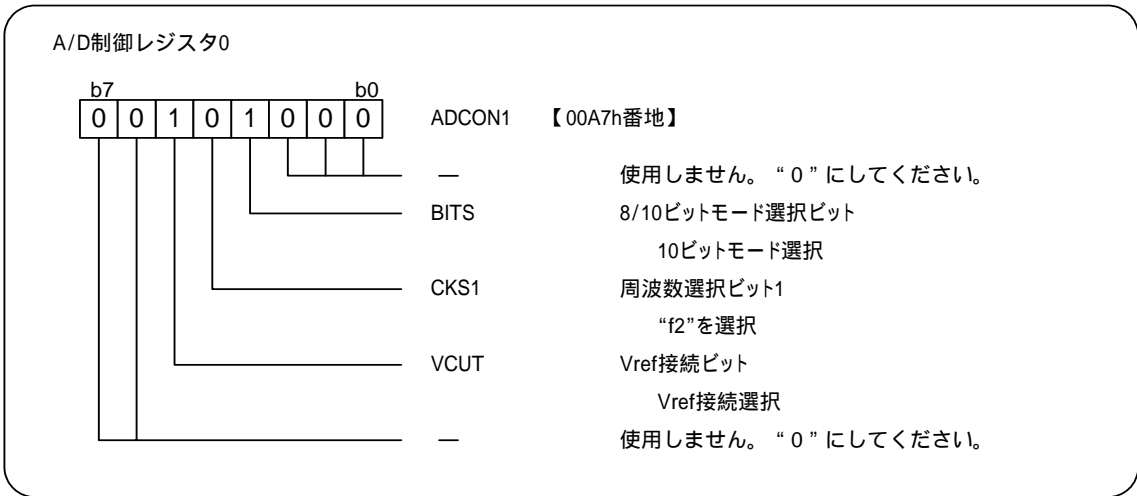 A/D制御レジスタ0
b7 b0
0 0 1 0 1 0 0 0 ADCON1 【00A7h番地】
— 使用しません。“0”にしてください。
BITS 8/10ビットモード選択ビット
10ビットモード選択
CKS1 周波数選択ビット1
“f2”を選択
VCUT Vref接続ビット
Vref接続選択
— 使用しません。“0”にしてください。